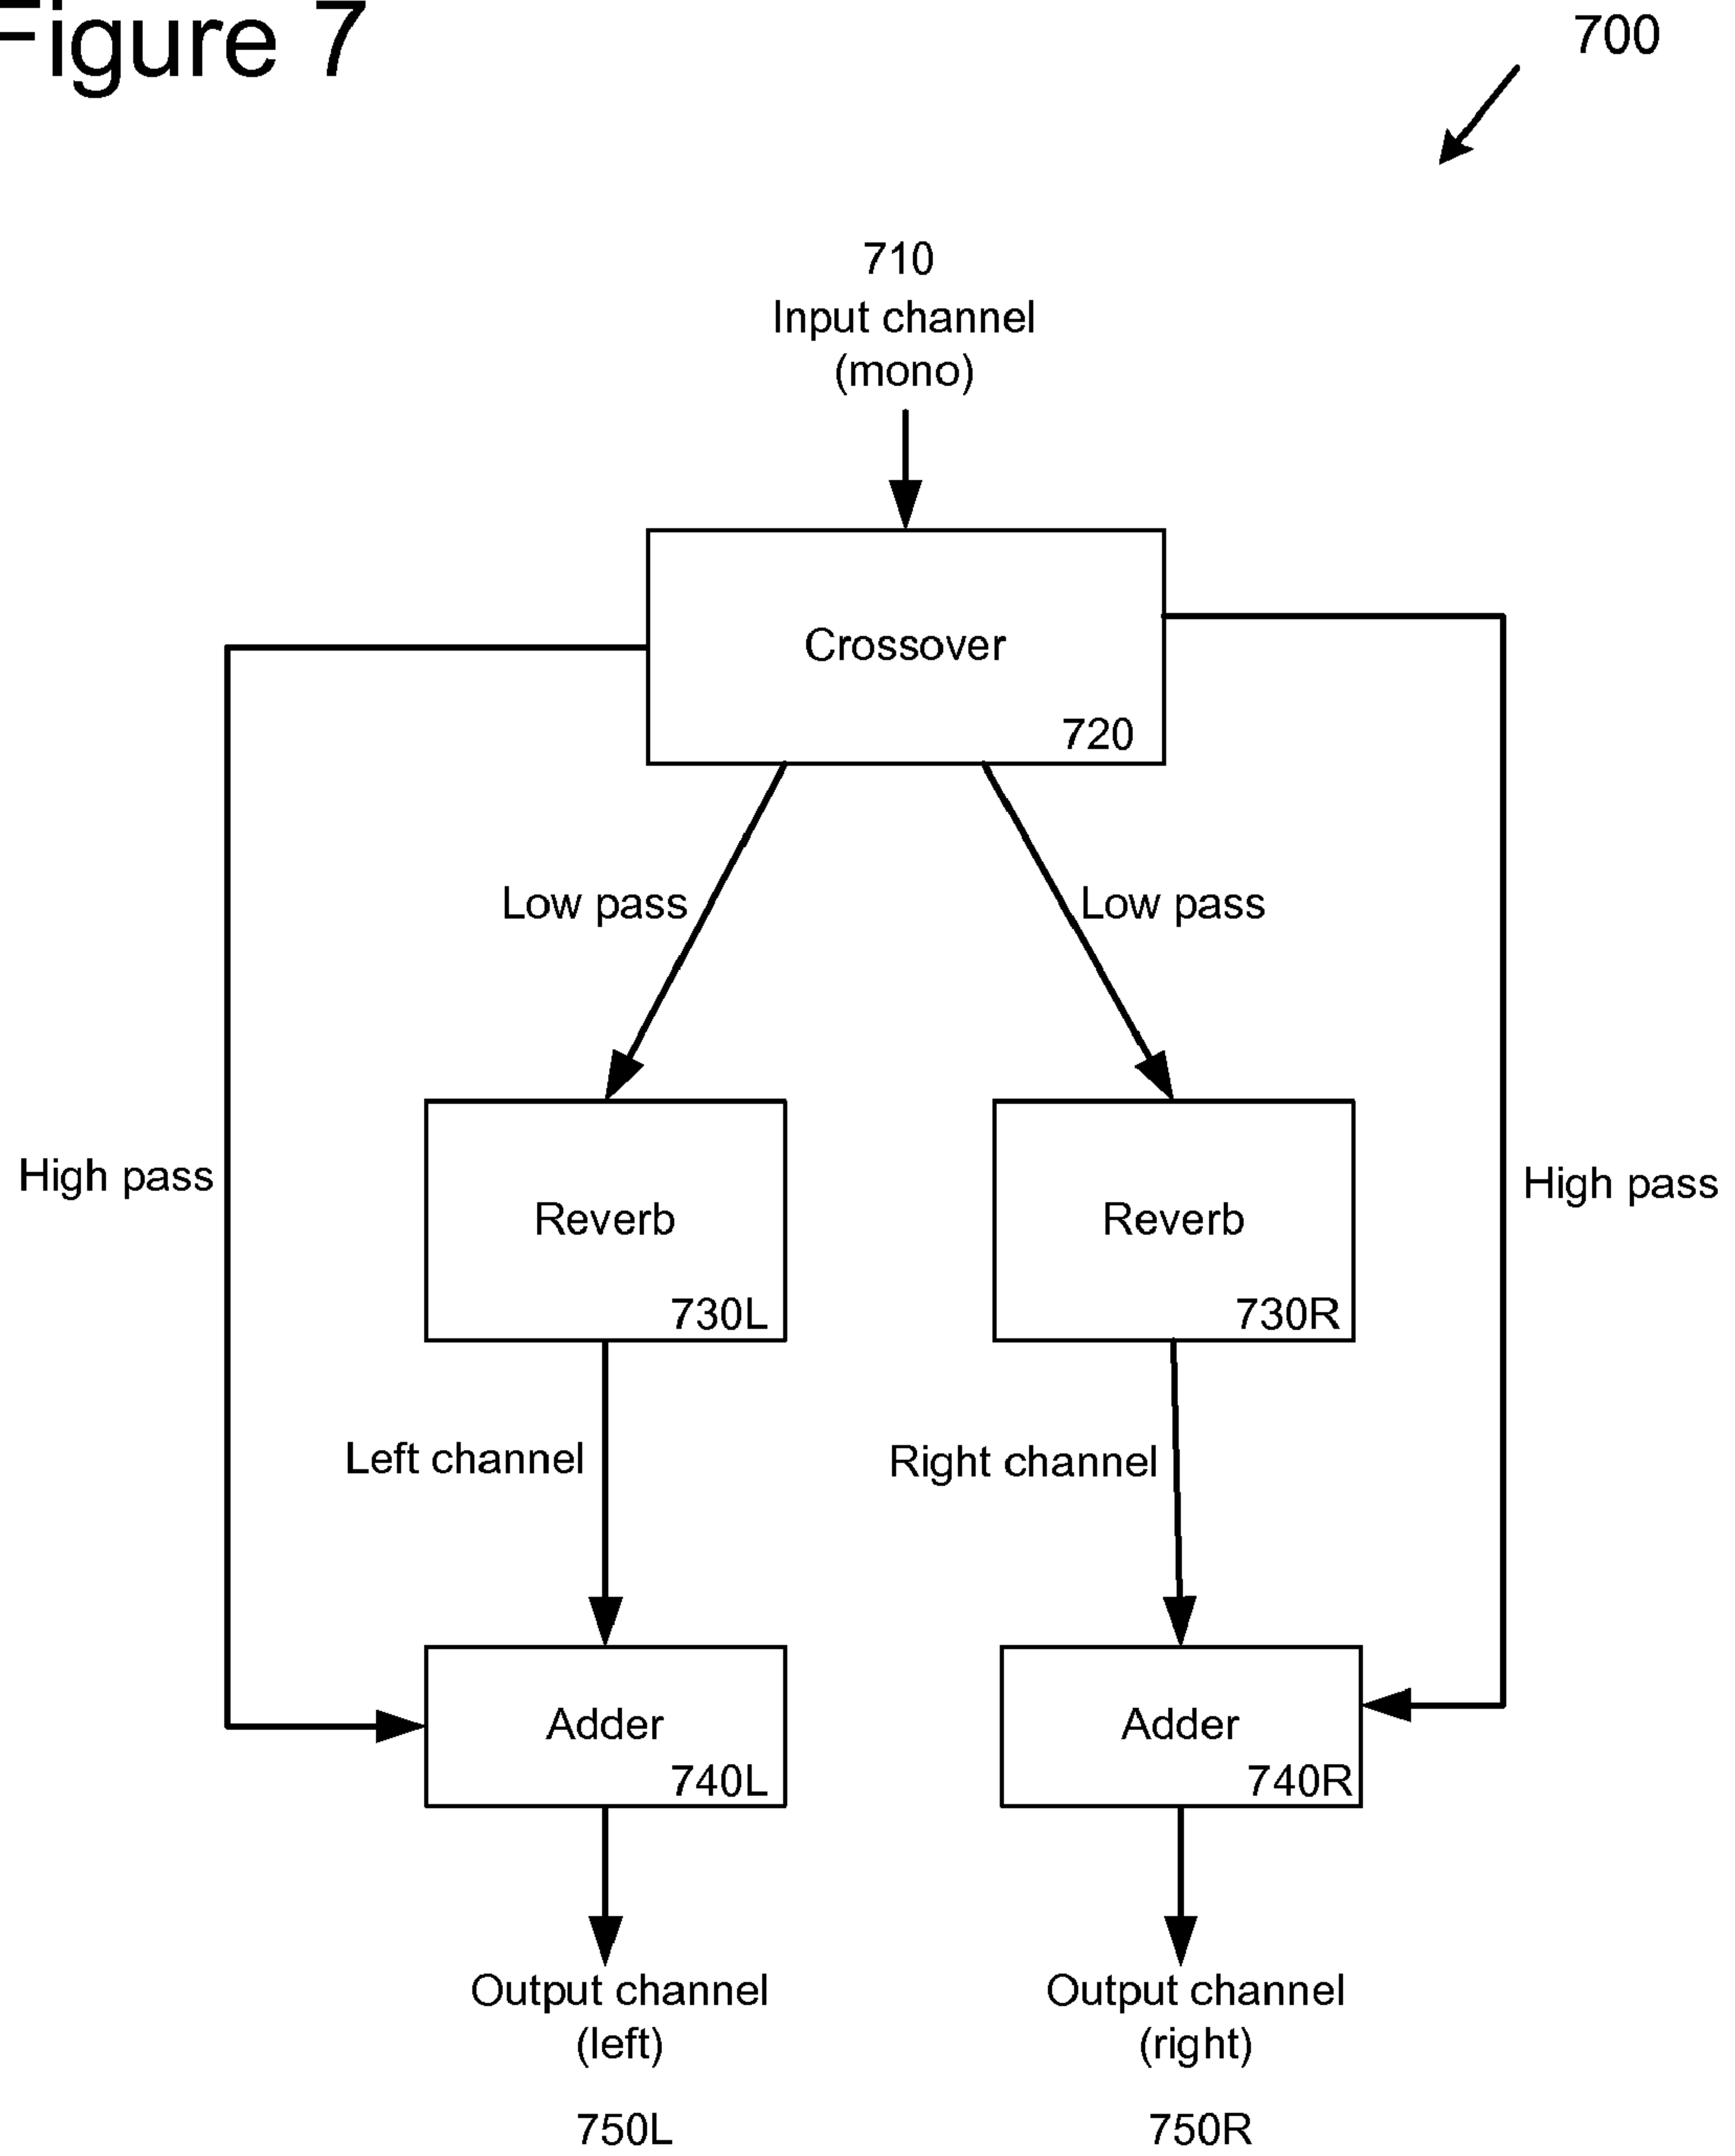 Figure 7
700
710
Input channel
(mono)
Crossover
720
Low pass
Low pass
High pass
High pass
Reverb
730L
Reverb
730R
Left channel
Right channel
Adder
740L
Adder
740R
Output channel
(left)
750L
Output channel
(right)
750R